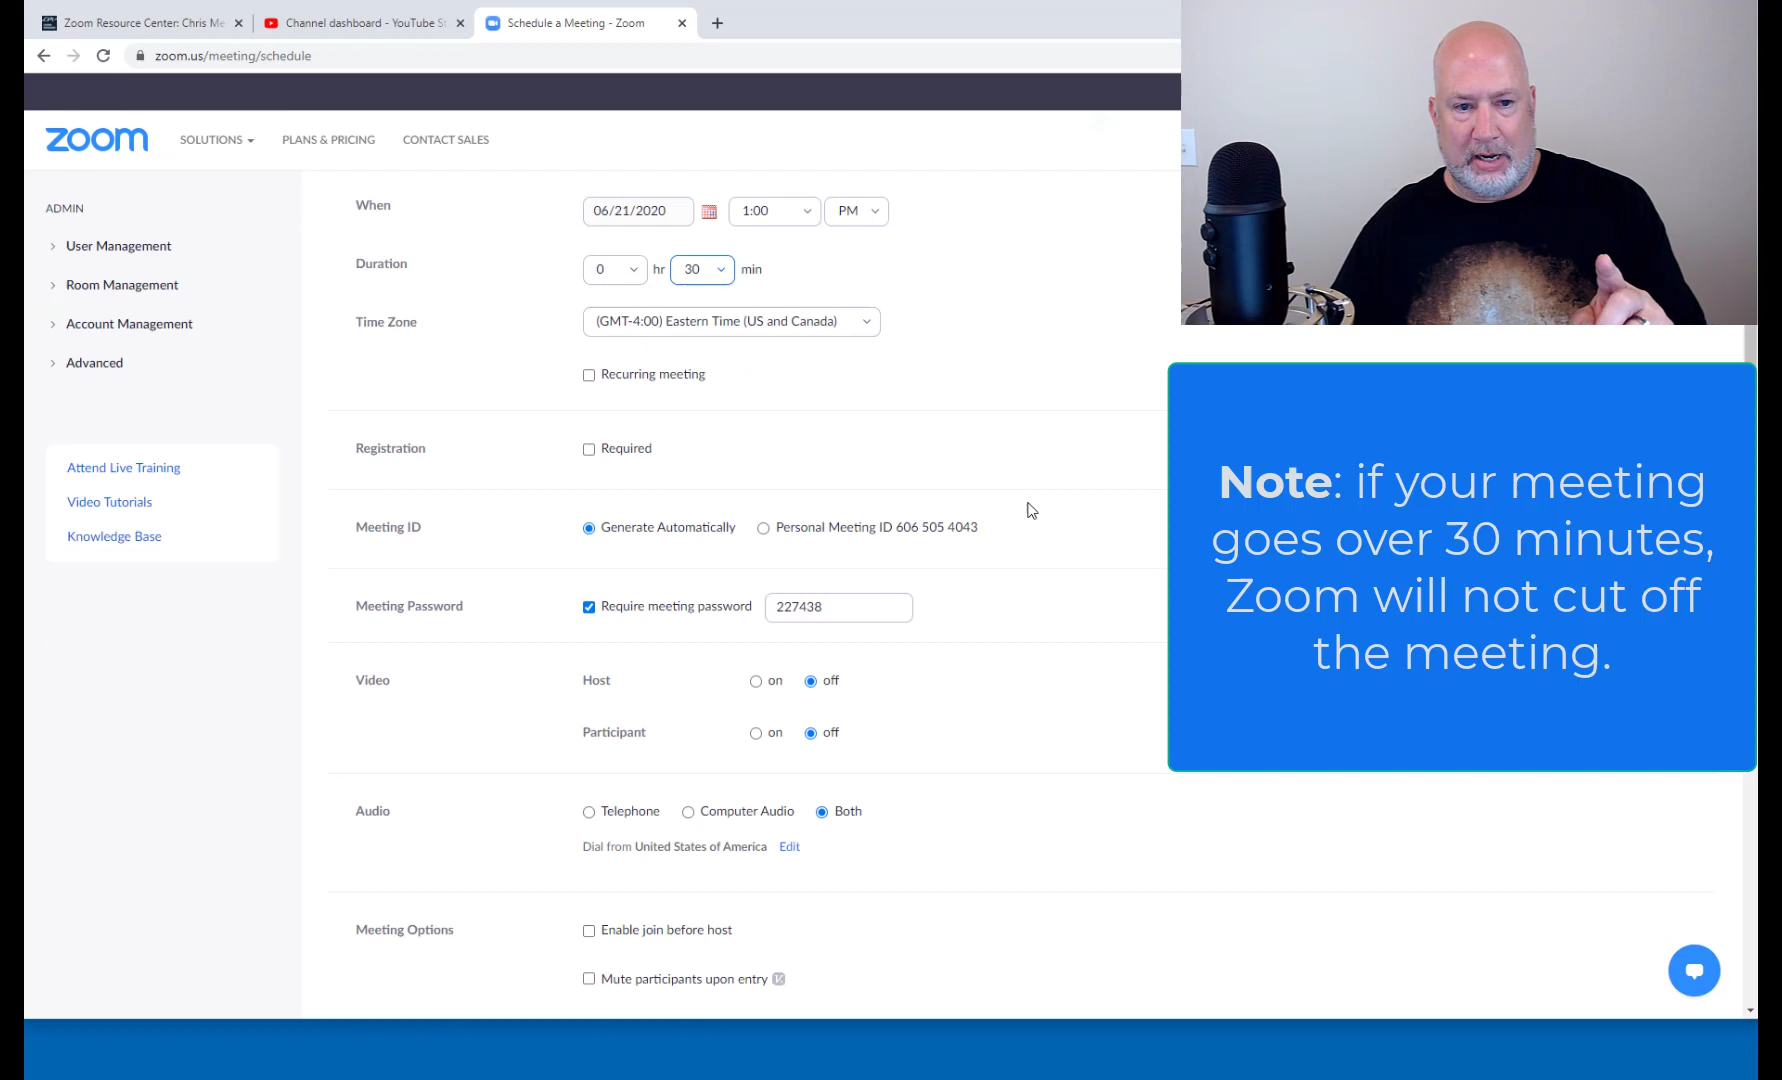 Zoom Resource Center: Chris Me
Channel dashboard - YouTube St
Schedule a Meeting - Zoom
zoom.us/meeting/schedule
zoom
SOLUTIONS
PLANS & PRICING
CONTACT SALES
ADMIN
User Management
Room Management
Account Management
Advanced
Attend Live Training
Video Tutorials
Knowledge Base
When 06/21/2020 1:00 PM
Duration 0 hr 30 min
Time Zone (GMT-4:00) Eastern Time (US and Canada)
Recurring meeting
Registration Required
Meeting ID Generate Automatically Personal Meeting ID 606 505 4043
Meeting Password Require meeting password 227438
Video Host on off
Participant on off
Audio Telephone Computer Audio Both
Dial from United States of America Edit
Meeting Options Enable join before host
Mute participants upon entry
Note: if your meeting
goes over 30 minutes,
Zoom will not cut off
the meeting.